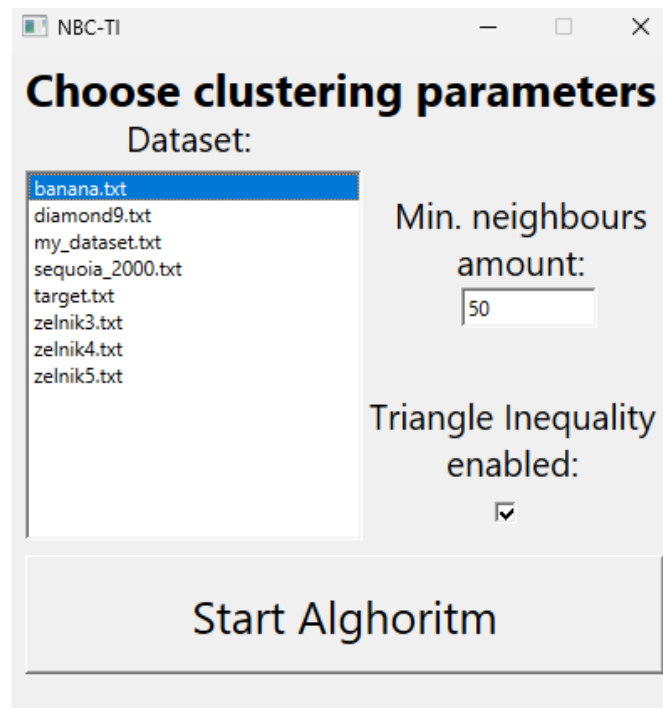 NBC-TI
Choose clustering parameters
Dataset:
banana.txt
diamond9.txt
my_dataset.txt
sequoia_2000.txt
target.txt
zelnik3.txt
zelnik4.txt
zelnik5.txt
Min. neighbours
amount:
50
Triangle Inequality
enabled:
Start Alghoritm